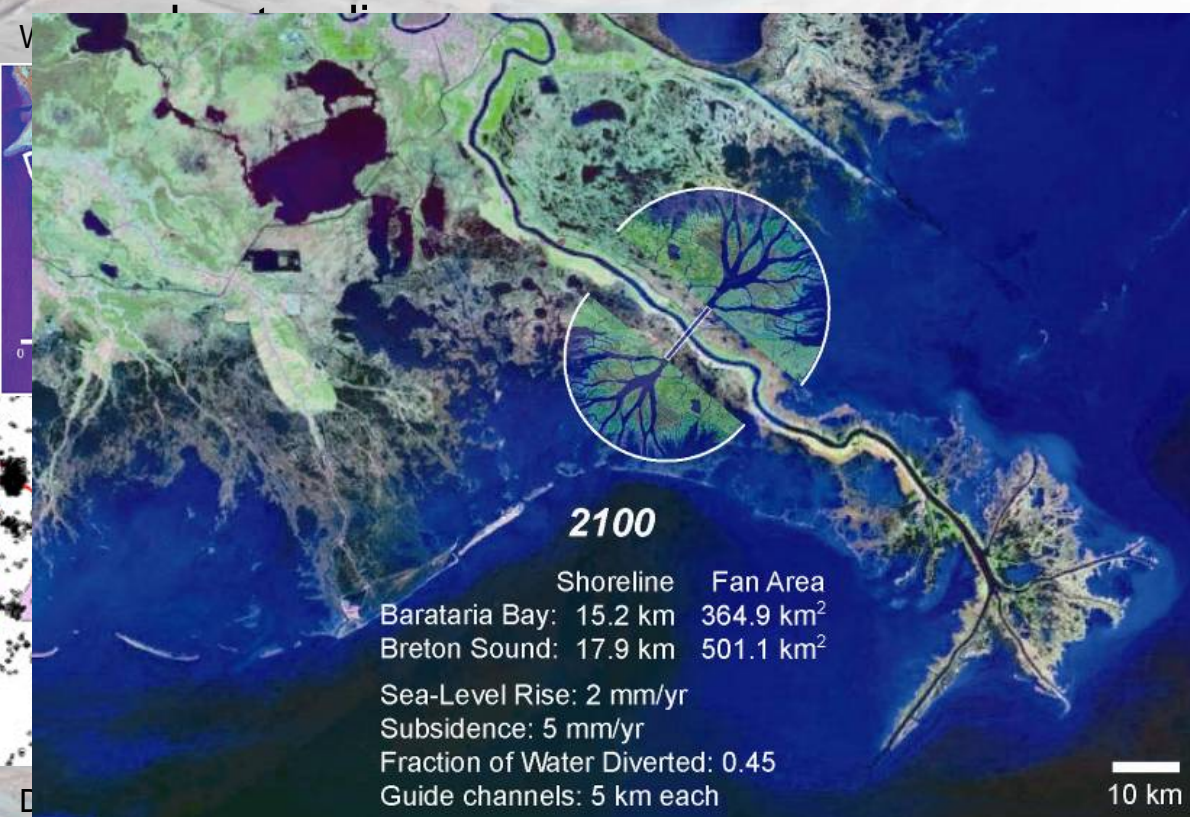 2100
Shoreline Fan Area
Barataria Bay: 15.2 km 364.9 km²
Breton Sound: 17.9 km 501.1 km²
Sea-Level Rise: 2 mm/yr
Subsidence: 5 mm/yr
Fraction of Water Diverted: 0.45
Guide channels: 5 km each
10 km
0